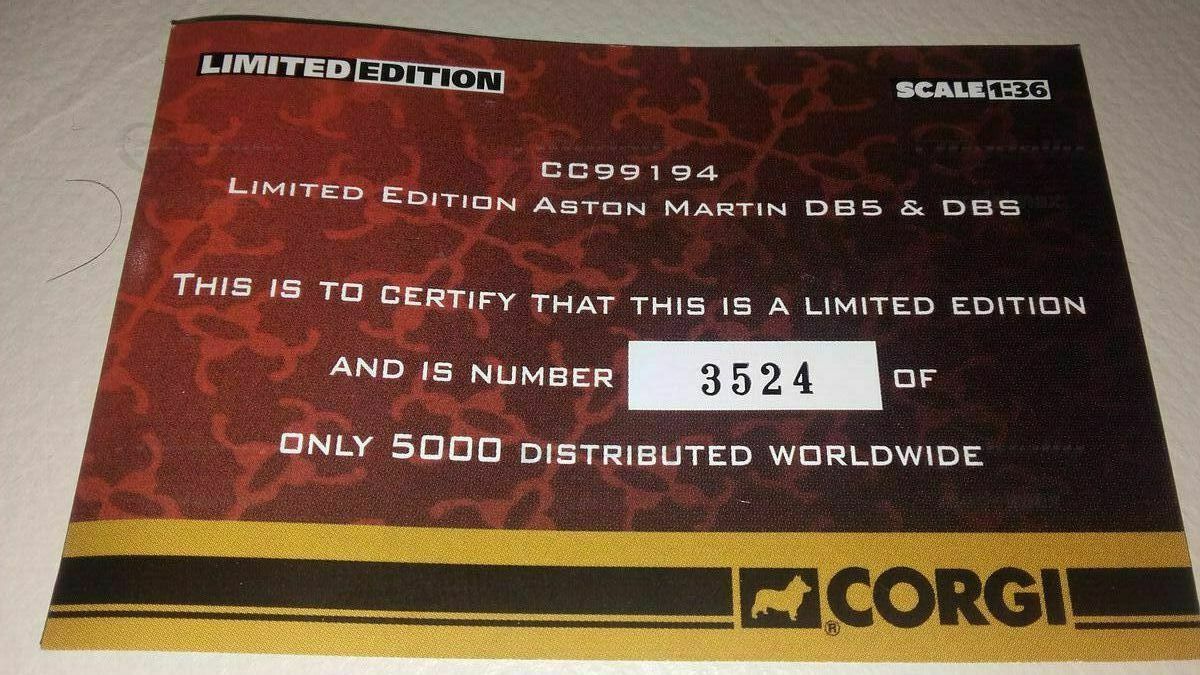 LIMITED EDITION
SCALE 1:36
CC99194
LIMITED EDITION ASTON MARTIN DB5 & DBS
THIS IS TO CERTIFY THAT THIS IS A LIMITED EDITION
AND IS NUMBER 3524 OF
ONLY 5000 DISTRIBUTED WORLDWIDE
® CORGI